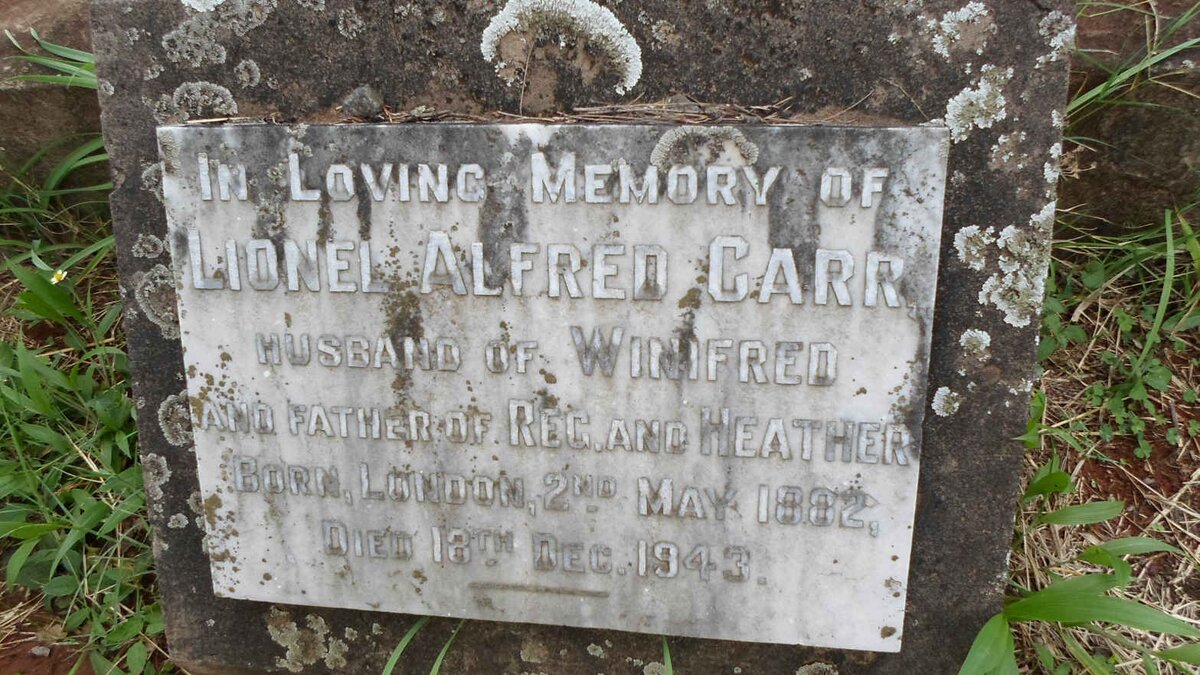 In Loving Memory of
Lionel Alfred Carr,
Husband of Winifred
and Father of Reg. and Heather
Born, London, 2nd May 1882,
Died 18th Dec. 1943.